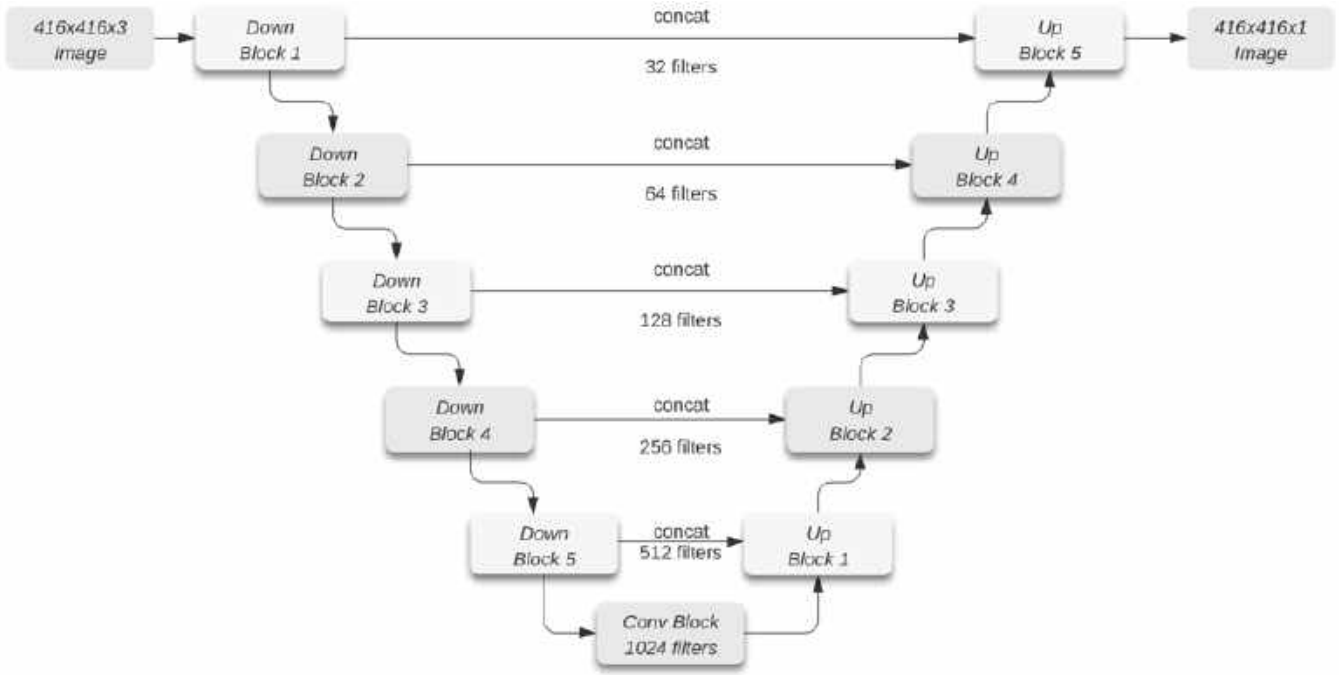 416x416x3
Image
Down
Block 1
concat
32 filters
Up
Block 5
416x416x1
Image
Down
Block 2
concat
64 filters
Up
Block 4
Down
Block 3
concat
128 filters
Up
Block 3
Down
Block 4
concat
256 filters
Up
Block 2
Down
Block 5
concat
512 filters
Up
Block 1
Conv Block
1024 filters